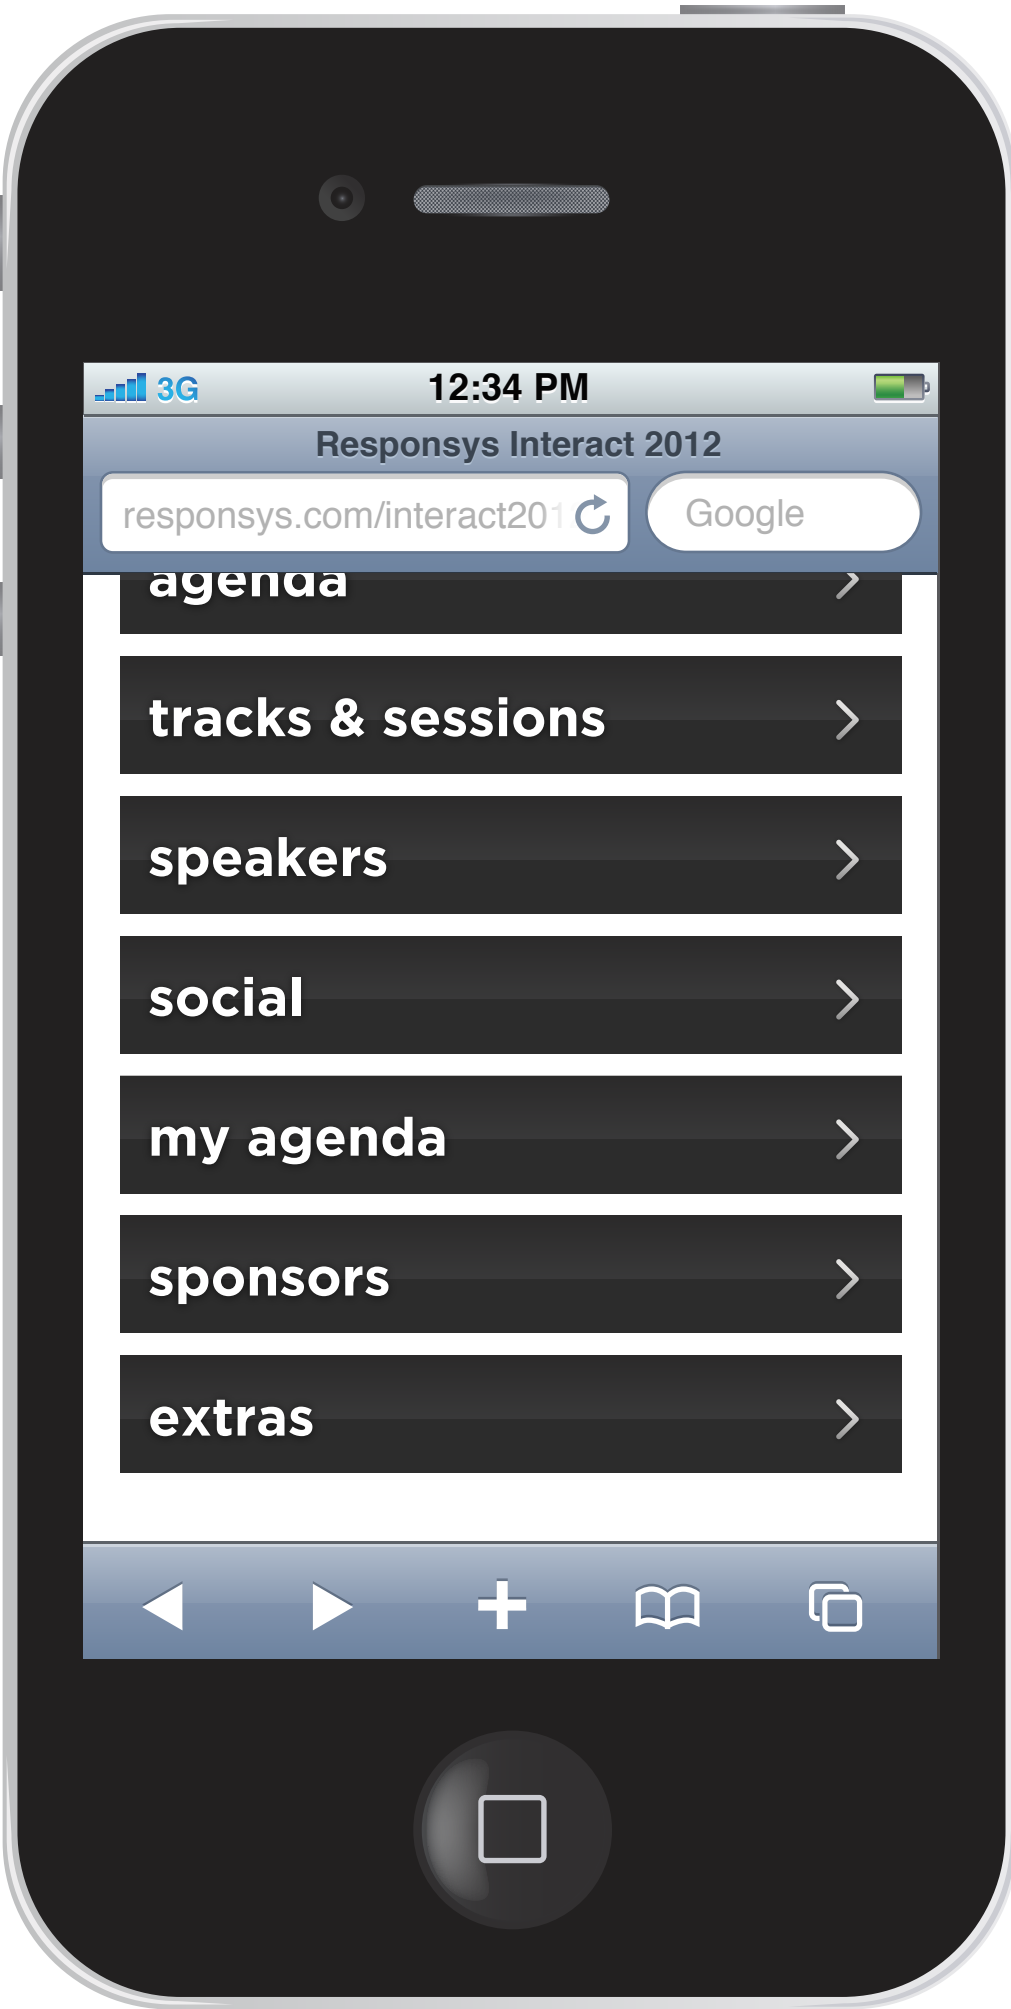 3G 12:34 PM
Responsys Interact 2012
responsys.com/interact201 Google
agenda
tracks & sessions
speakers
social
my agenda
sponsors
extras